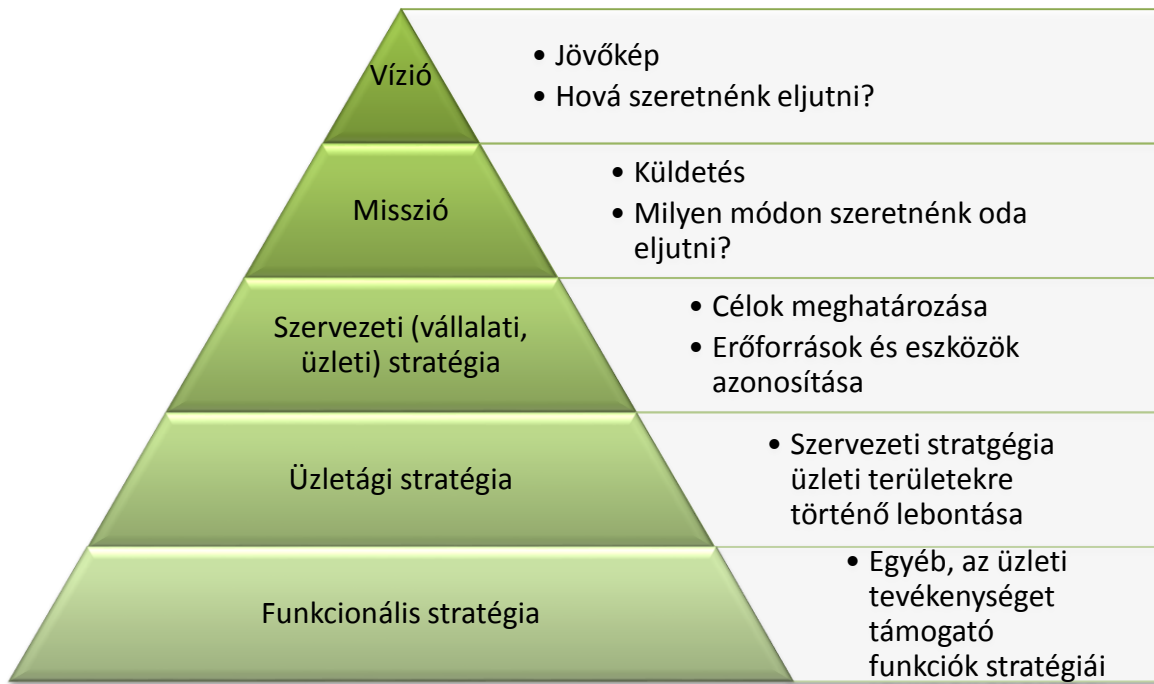 Vízió
• Jövőkép
• Hová szeretnénk eljutni?
Misszió
• Küldetés
• Milyen módon szeretnénk oda
eljutni?
Szervezeti (vállalati,
üzleti) stratégia
• Célok meghatározása
• Erőforrások és eszközök
azonosítása
Üzletági stratégia
• Szervezeti stratgégia
üzleti területekre
történő lebontása
Funkcionális stratégia
• Egyéb, az üzleti
tevékenységet
támogató
funkciók stratégiái